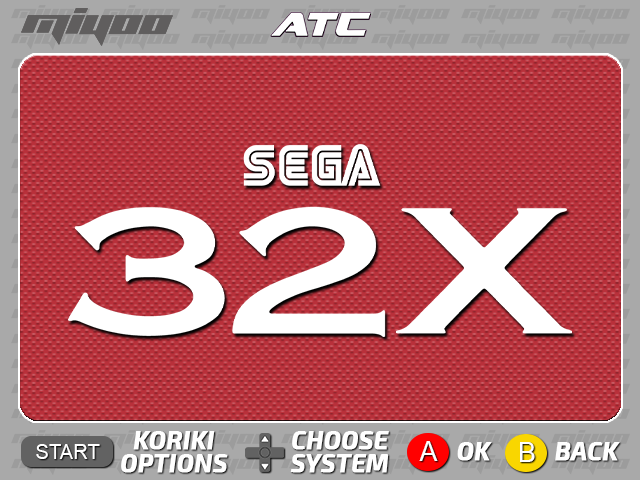 miyoo ATC
SEGA
32X
START KORIKI OPTIONS CHOOSE SYSTEM A OK B BACK